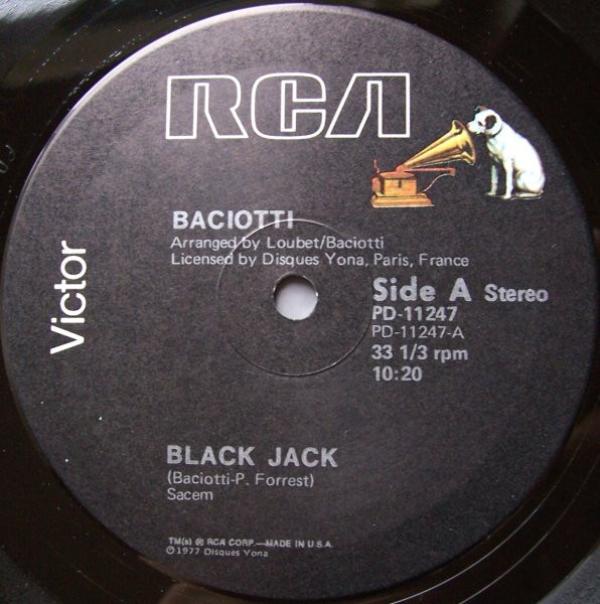 RCA
Victor
BACIOTTI
Arranged by Loubet/Baciotti
Licensed by Disques Yona, Paris, France
Side A Stereo
PD-11247
PD-11247-A
33 1/3 rpm
10:20
BLACK JACK
(Baciotti-P. Forrest)
Sacem
TM(s) ® RCA CORP.—MADE IN U.S.A.
℗1977 Disques Yona